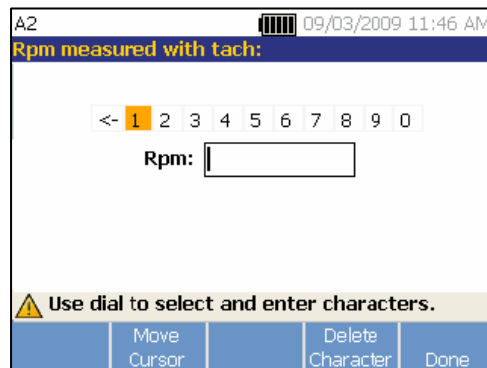 A2 09/03/2009 11:46 AM
Rpm measured with tach:
<- 1 2 3 4 5 6 7 8 9 0
Rpm:
Use dial to select and enter characters.
Move Cursor Delete Character Done